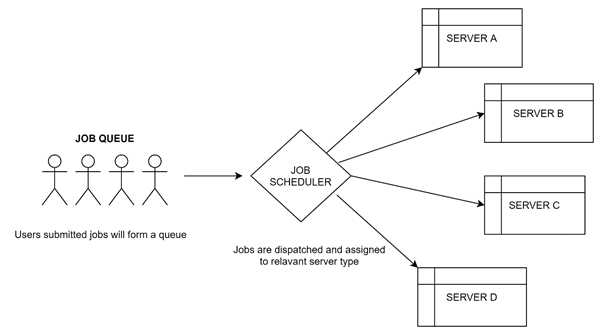 SERVER A
SERVER B
JOB QUEUE
JOB
SCHEDULER
SERVER C
Users submitted jobs will form a queue
Jobs are dispatched and assigned
to relavant server type
SERVER D